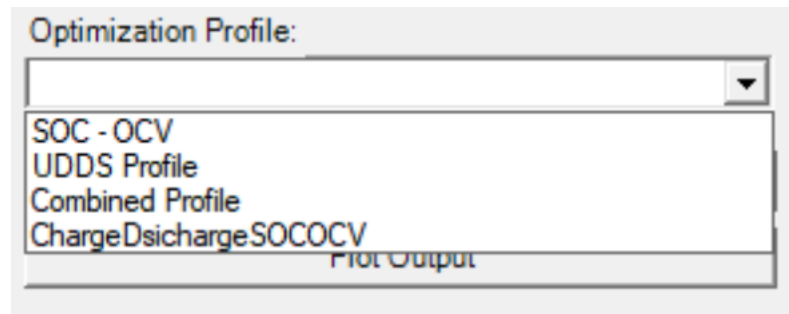 Optimization Profile:
SOC - OCV
UDDS Profile
Combined Profile
ChargeDsichargeSOCOCV
Plot Output